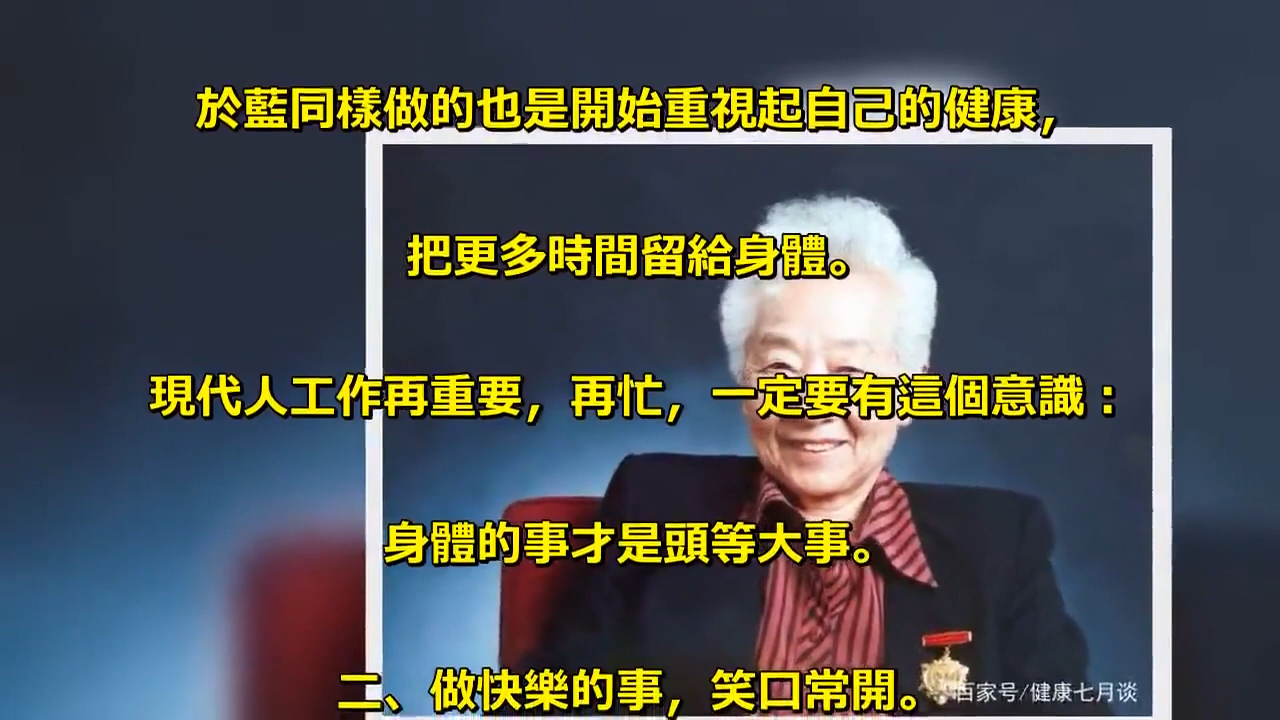 於藍同樣做的也是開始重視起自己的健康，
把更多時間留給身體。
現代人工作再重要，再忙，一定要有這個意識：
身體的事才是頭等大事。
二、做快樂的事，笑口常開。
百家号/健康七月谈